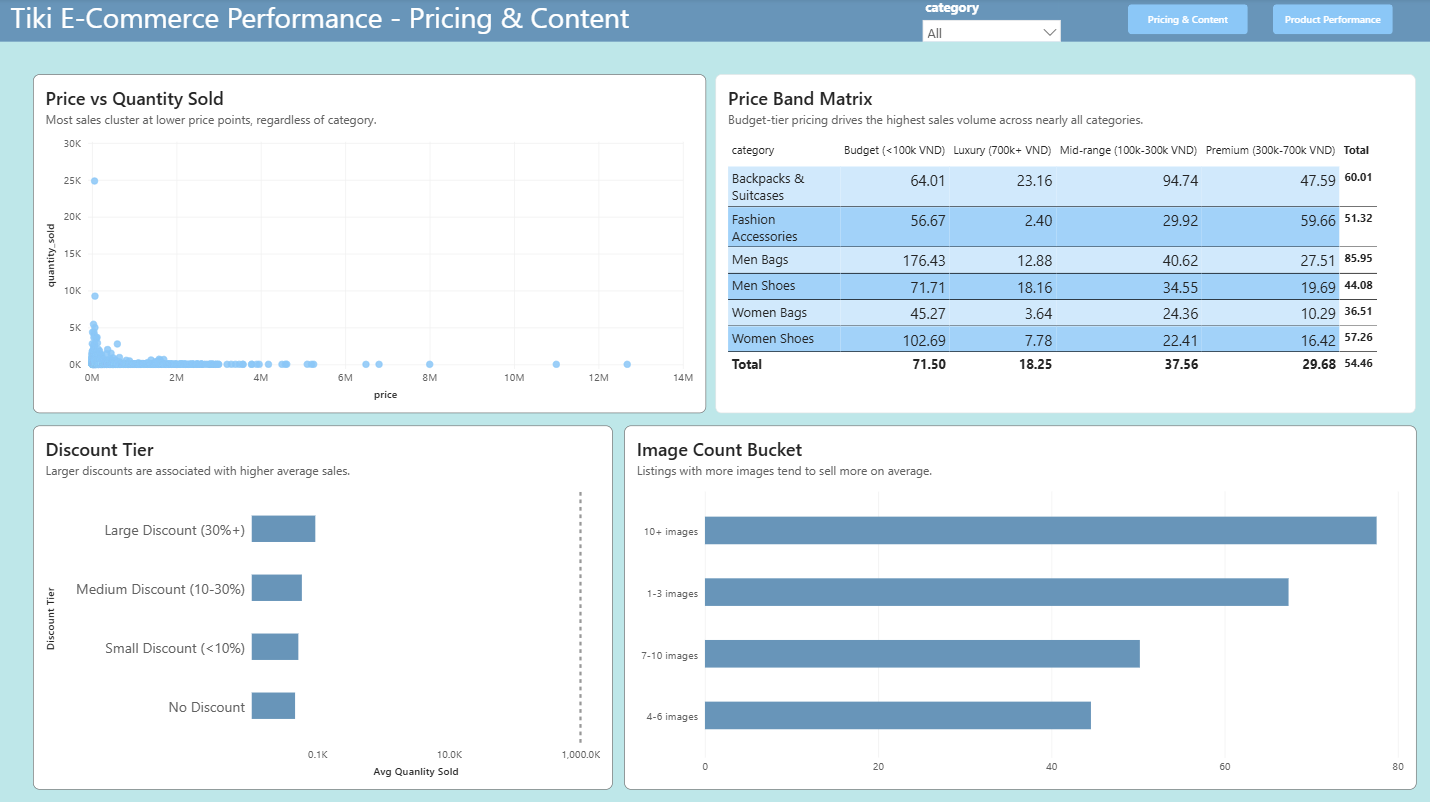 Tiki E-Commerce Performance - Pricing & Content
category
All
Pricing & Content
Product Performance
Price vs Quantity Sold
Most sales cluster at lower price points, regardless of category.
30K
25K
20K
15K
10K
5K
0K
quantity_sold
0M 2M 4M 6M 8M 10M 12M 14M
price
Price Band Matrix
Budget-tier pricing drives the highest sales volume across nearly all categories.
category Budget (<100k VND) Luxury (700k+ VND) Mid-range (100k-300k VND) Premium (300k-700k VND) Total
Backpacks & Suitcases 64.01 23.16 94.74 47.59 60.01
Fashion Accessories 56.67 2.40 29.92 59.66 51.32
Men Bags 176.43 12.88 40.62 27.51 85.95
Men Shoes 71.71 18.16 34.55 19.69 44.08
Women Bags 45.27 3.64 24.36 10.29 36.51
Women Shoes 102.69 7.78 22.41 16.42 57.26
Total 71.50 18.25 37.56 29.68 54.46
Discount Tier
Larger discounts are associated with higher average sales.
Discount Tier
Large Discount (30%+)
Medium Discount (10-30%)
Small Discount (<10%)
No Discount
0.1K 10.0K 1,000.0K
Avg Quanlity Sold
Image Count Bucket
Listings with more images tend to sell more on average.
10+ images
1-3 images
7-10 images
4-6 images
0 20 40 60 80